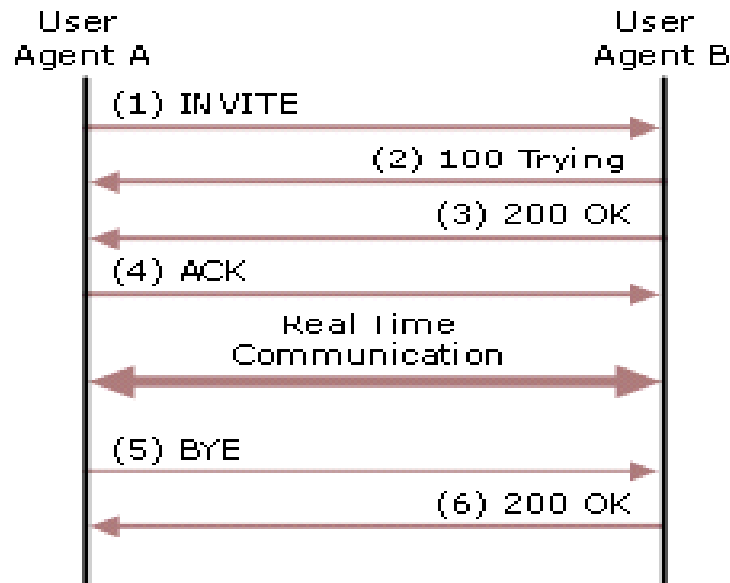 User
Agent A
User
Agent B
(1) INVITE
(2) 100 Trying
(3) 200 OK
(4) ACK
Real Time
Communication
(5) BYE
(6) 200 OK